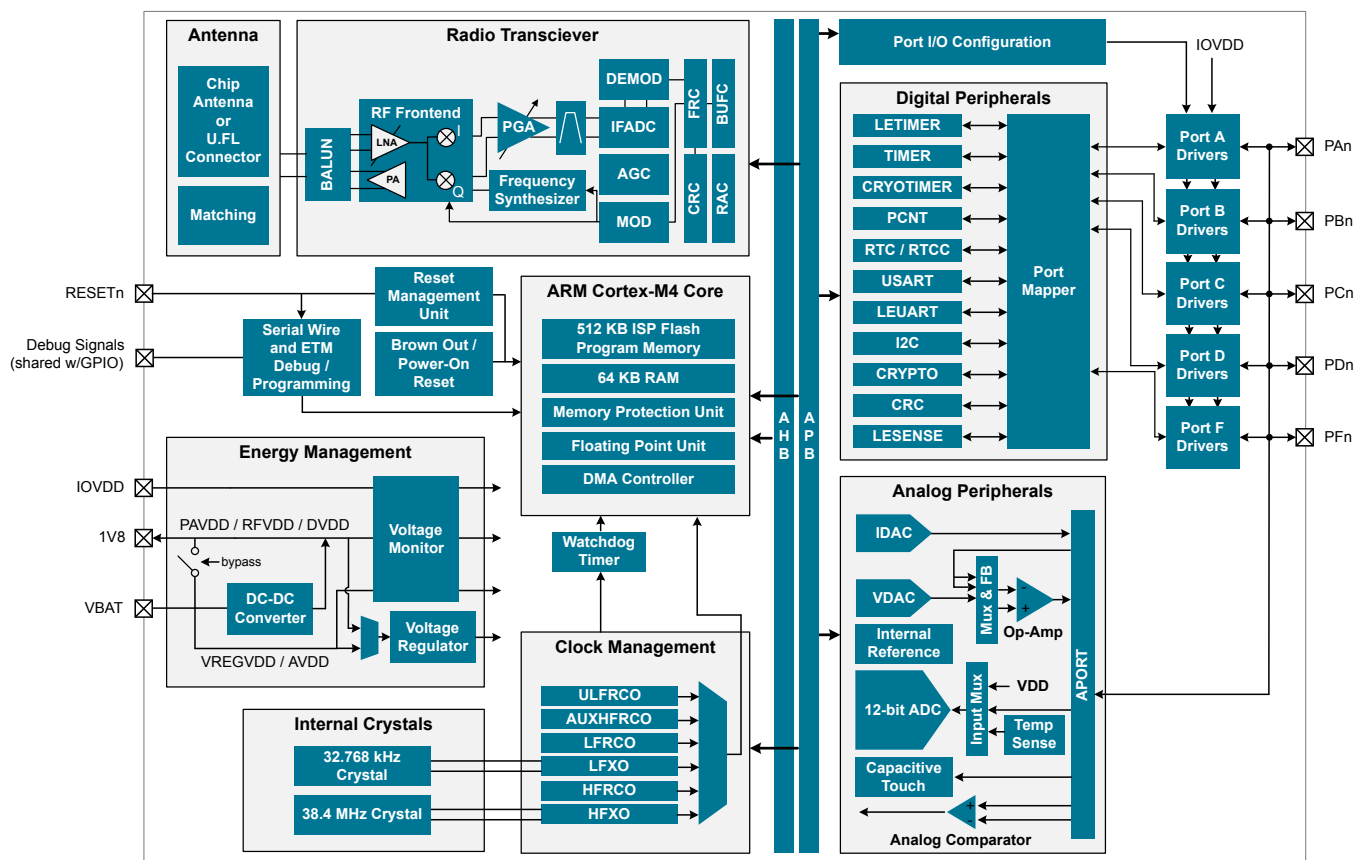 Antenna
Chip
Antenna
or
U.FL
Connector
Matching
Radio Transciever
BALUN
RF Frontend
LNA
PA
I
Q
PGA
DEMOD
IFADC
AGC
MOD
Frequency
Synthesizer
FRC
BUFC
CRC
RAC
Port I/O Configuration
IOVDD
Digital Peripherals
LETIMER
TIMER
CRYOTIMER
PCNT
RTC / RTCC
USART
LEUART
I2C
CRYPTO
CRC
LESENSE
Port
Mapper
Port A
Drivers
Port B
Drivers
Port C
Drivers
Port D
Drivers
Port F
Drivers
PAn
PBn
PCn
PDn
PFn
RESETn
Debug Signals
(shared w/GPIO)
Reset
Management
Unit
Serial Wire
and ETM
Debug /
Programming
Brown Out /
Power-On
Reset
ARM Cortex-M4 Core
512 KB ISP Flash
Program Memory
64 KB RAM
Memory Protection Unit
Floating Point Unit
DMA Controller
AHB
APB
Energy Management
IOVDD
1V8
VBAT
PAVDD / RFVDD / DVDD
bypass
DC-DC
Converter
VREGVDD / AVDD
Voltage
Monitor
Voltage
Regulator
Watchdog
Timer
Clock Management
ULFRCO
AUXHFRCO
LFRCO
LFXO
HFRCO
HFXO
Internal Crystals
32.768 kHz
Crystal
38.4 MHz Crystal
Analog Peripherals
IDAC
VDAC
Mux & FB
-
+
Op-Amp
Internal
Reference
12-bit ADC
Input Mux
VDD
Temp
Sense
Capacitive
Touch
+
-
Analog Comparator
APORT